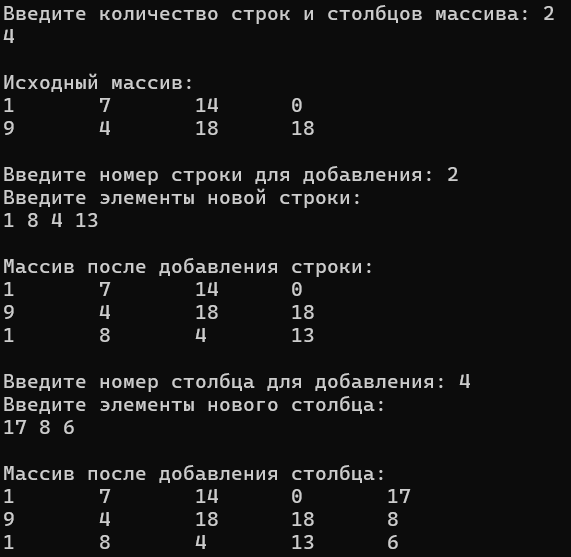 Введите количество строк и столбцов массива: 2
4
Исходный массив:
1 7 14 0
9 4 18 18
Введите номер строки для добавления: 2
Введите элементы новой строки:
1 8 4 13
Массив после добавления строки:
1 7 14 0
9 4 18 18
1 8 4 13
Введите номер столбца для добавления: 4
Введите элементы нового столбца:
17 8 6
Массив после добавления столбца:
1 7 14 0 17
9 4 18 18 8
1 8 4 13 6